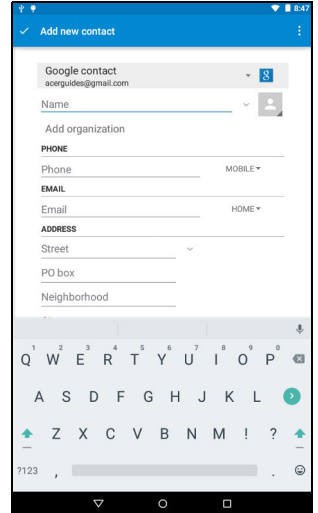 8:47
Add new contact
Google contact
acerguides@gmail.com
8
Name
Add organization
PHONE
Phone MOBILE
EMAIL
Email HOME
ADDRESS
Street
PO box
Neighborhood
1 2 3 4 5 6 7 8 9 0
Q W E R T Y U I O P
A S D F G H J K L
Z X C V B N M ! ?
?123 , .